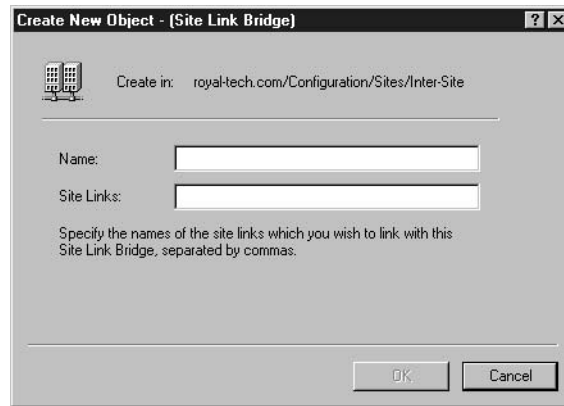 Create New Object - (Site Link Bridge)
Create in: royal-tech.com/Configuration/Sites/Inter-Site
Name:
Site Links:
Specify the names of the site links which you wish to link with this
Site Link Bridge, separated by commas.
OK Cancel